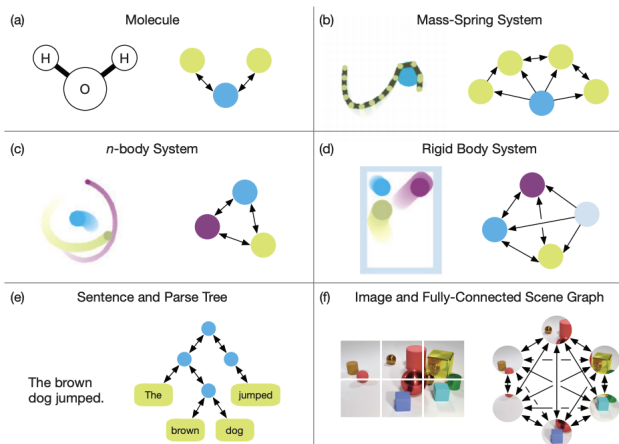 (a) Molecule
H H
O
(b) Mass-Spring System
(c) n-body System
(d) Rigid Body System
(e) Sentence and Parse Tree
The brown
dog jumped.
The jumped
brown dog
(f) Image and Fully-Connected Scene Graph